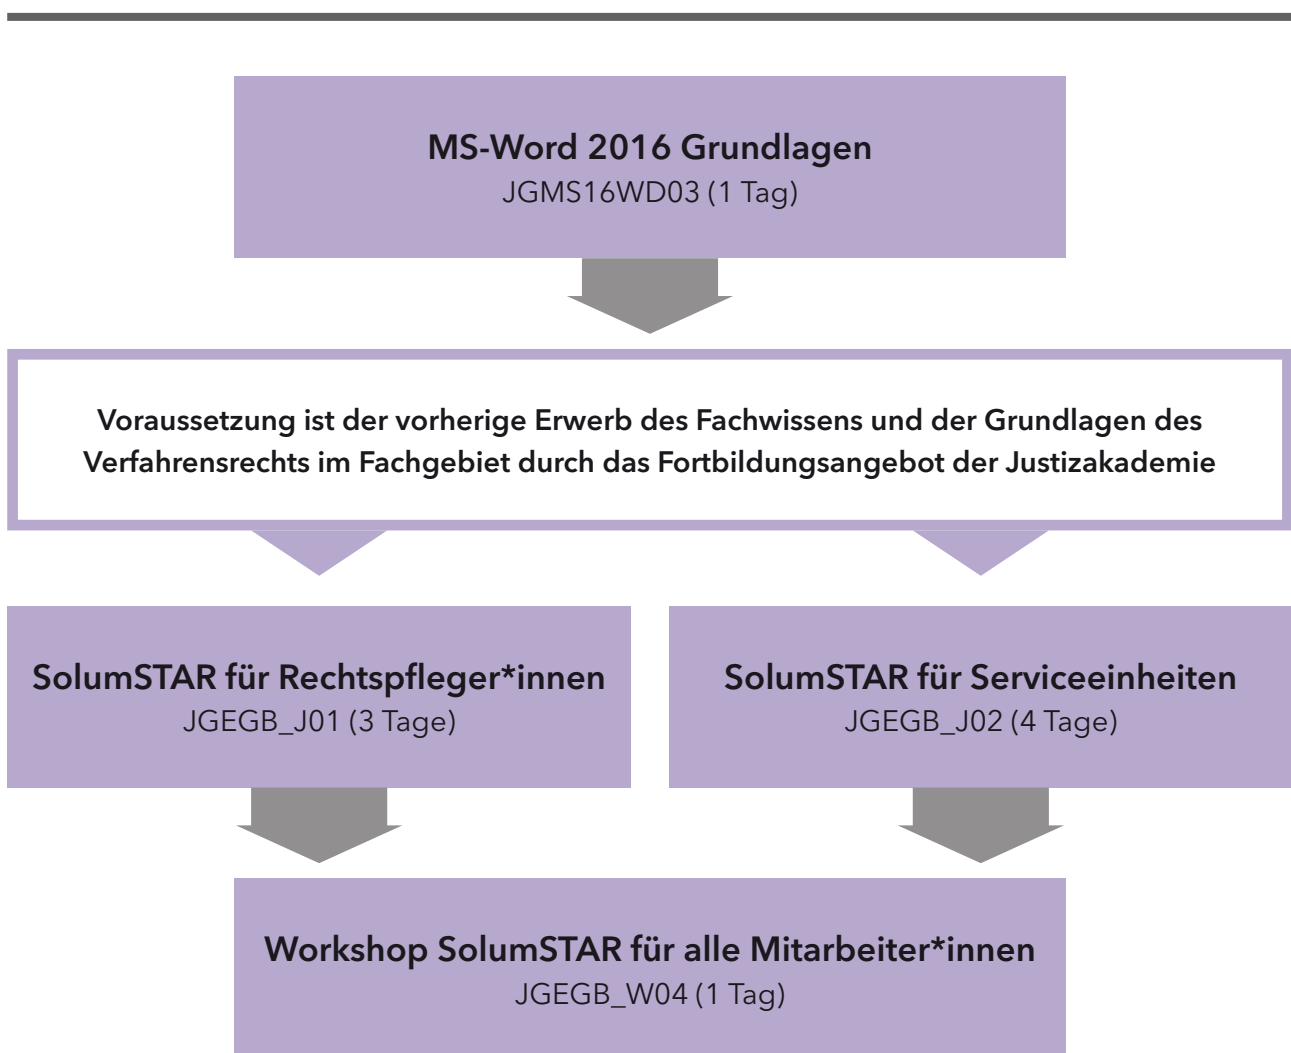 MS-Word 2016 Grundlagen
JGMS16WD03 (1 Tag)
Voraussetzung ist der vorherige Erwerb des Fachwissens und der Grundlagen des
Verfahrensrechts im Fachgebiet durch das Fortbildungsangebot der Justizakademie
SolumSTAR für Rechtspfleger*innen
JGEGB_J01 (3 Tage)
SolumSTAR für Serviceeinheiten
JGEGB_J02 (4 Tage)
Workshop SolumSTAR für alle Mitarbeiter*innen
JGEGB_W04 (1 Tag)